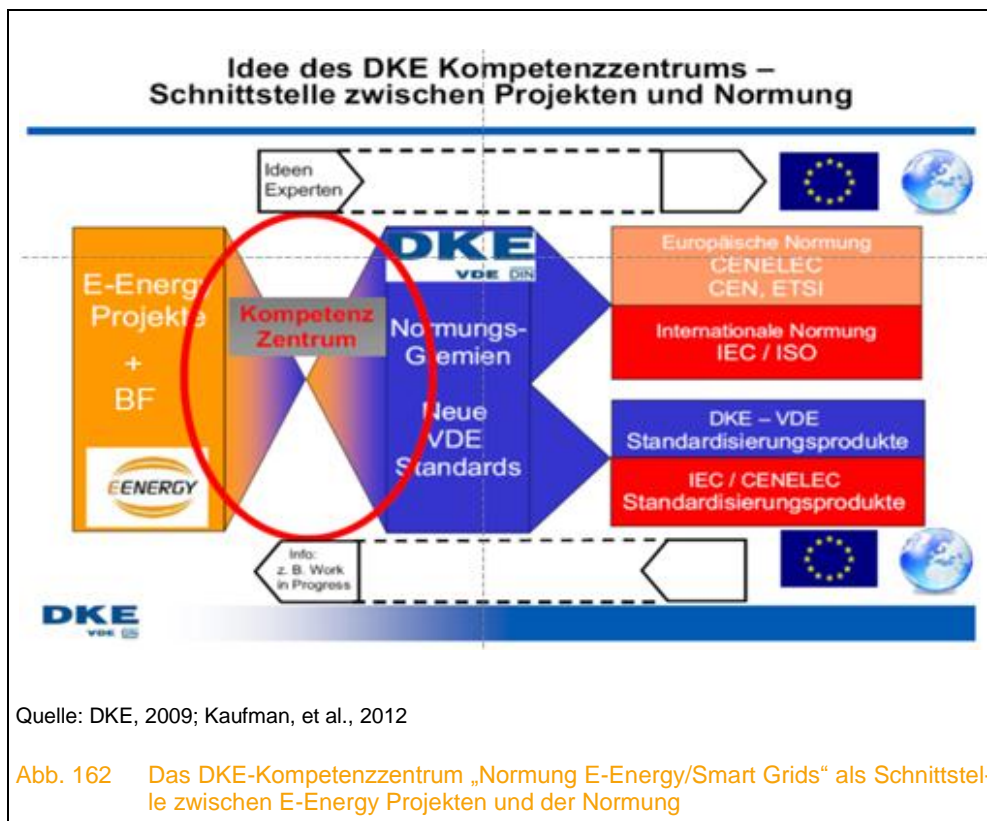 Idee des DKE Kompetenzzentrums –
Schnittstelle zwischen Projekten und Normung
Ideen
Experten
E-Energy
Projekte
+
BF
EENERGY
Kompetenz
Zentrum
DKE
VDE DIN
Normungs-
Gremien
Neue
VDE
Standards
Europäische Normung
CENELEC
CEN, ETSI
Internationale Normung
IEC / ISO
DKE – VDE
Standardisierungsprodukte
IEC / CENELEC
Standardisierungsprodukte
Info:
z. B. Work
in Progress
DKE
VDE DIN
Quelle: DKE, 2009; Kaufman, et al., 2012
Abb. 162 Das DKE-Kompetenzzentrum „Normung E-Energy/Smart Grids“ als Schnittstel-
le zwischen E-Energy Projekten und der Normung